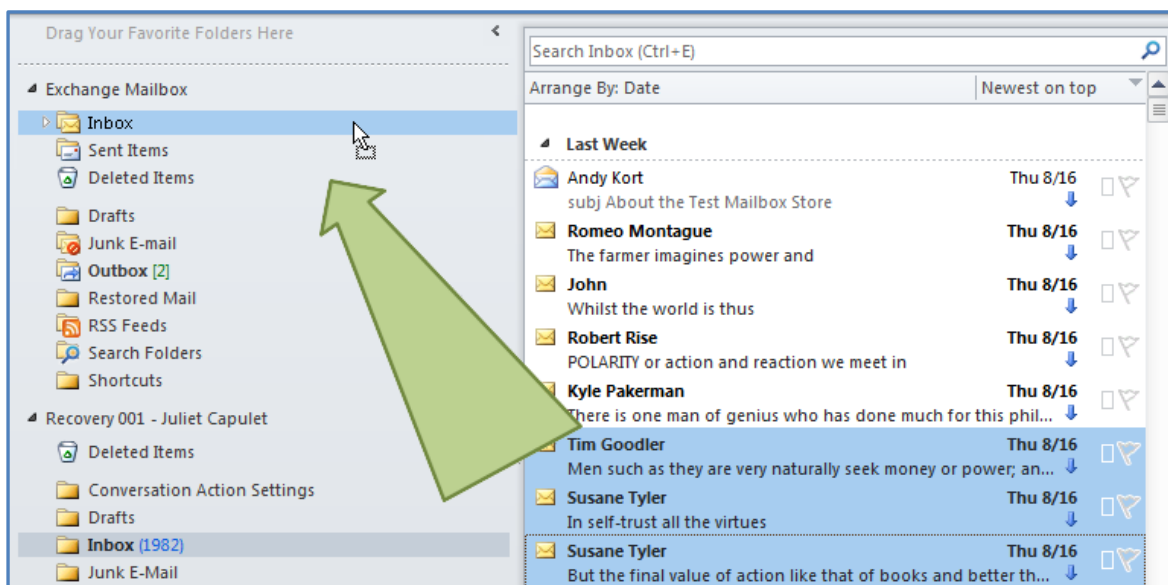 Drag Your Favorite Folders Here
Exchange Mailbox
Inbox
Sent Items
Deleted Items
Drafts
Junk E-mail
Outbox [2]
Restored Mail
RSS Feeds
Search Folders
Shortcuts
Recovery 001 - Juliet Capulet
Deleted Items
Conversation Action Settings
Drafts
Inbox (1982)
Junk E-Mail
Search Inbox (Ctrl+E)
Arrange By: Date Newest on top
Last Week
Andy Kort Thu 8/16
subj About the Test Mailbox Store
Romeo Montague Thu 8/16
The farmer imagines power and
John Thu 8/16
Whilst the world is thus
Robert Rise Thu 8/16
POLARITY or action and reaction we meet in
Kyle Pakerman Thu 8/16
There is one man of genius who has done much for this phil...
Tim Goodler Thu 8/16
Men such as they are very naturally seek money or power; an...
Susane Tyler Thu 8/16
In self-trust all the virtues
Susane Tyler Thu 8/16
But the final value of action like that of books and better th...